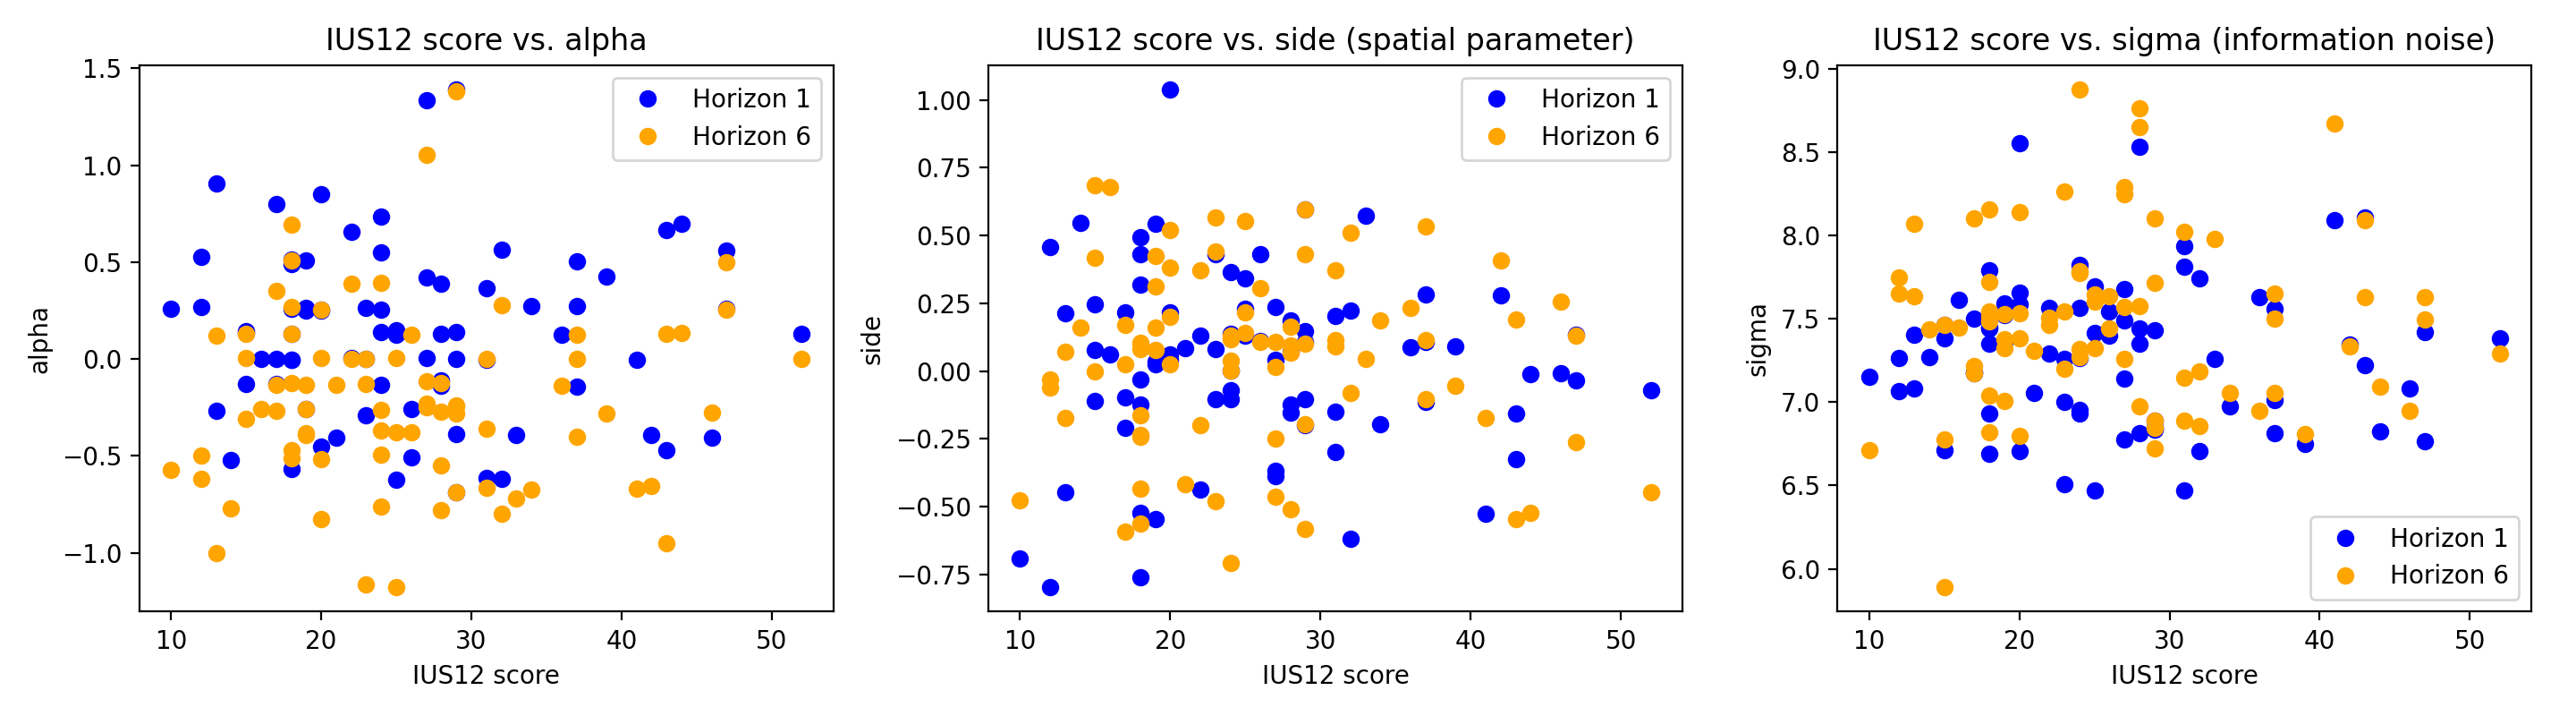 IUS12 score vs. alpha
1.5
1.0
0.5
0.0
−0.5
−1.0
alpha
Horizon 1
Horizon 6
10 20 30 40 50
IUS12 score
IUS12 score vs. side (spatial parameter)
1.00
0.75
0.50
0.25
0.00
−0.25
−0.50
−0.75
side
Horizon 1
Horizon 6
10 20 30 40 50
IUS12 score
IUS12 score vs. sigma (information noise)
9.0
8.5
8.0
7.5
7.0
6.5
6.0
sigma
Horizon 1
Horizon 6
10 20 30 40 50
IUS12 score